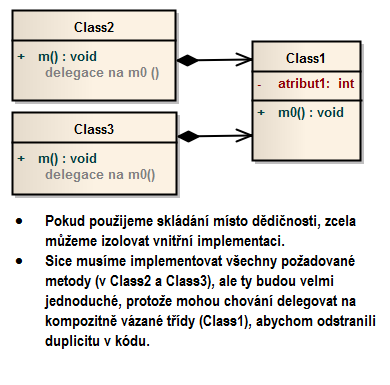 Class2
+ m() : void
delegace na m0 ()
Class1
- atribut1: int
+ m0() : void
Class3
+ m() : void
delegace na m0()
• Pokud použijeme skládání místo dědičnosti, zcela
můžeme izolovat vnitřní implementaci.
• Sice musíme implementovat všechny požadované
metody (v Class2 a Class3), ale ty budou velmi
jednoduché, protože mohou chování delegovat na
kompozitně vázané třídy (Class1), abychom odstranili
duplicitu v kódu.